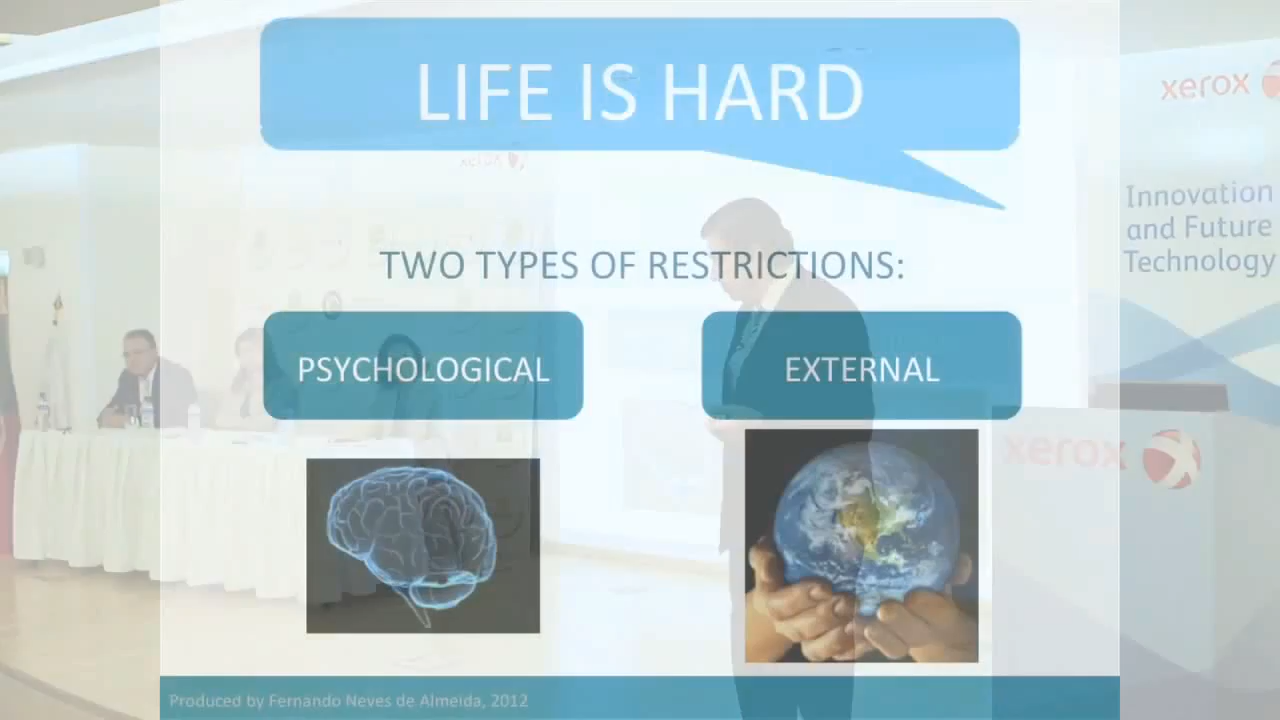 LIFE IS HARD
xerox
xerox
Innovation
and Future
Technology
TWO TYPES OF RESTRICTIONS:
PSYCHOLOGICAL
EXTERNAL
xerox
Produced by Fernando Neves de Almeida, 2012